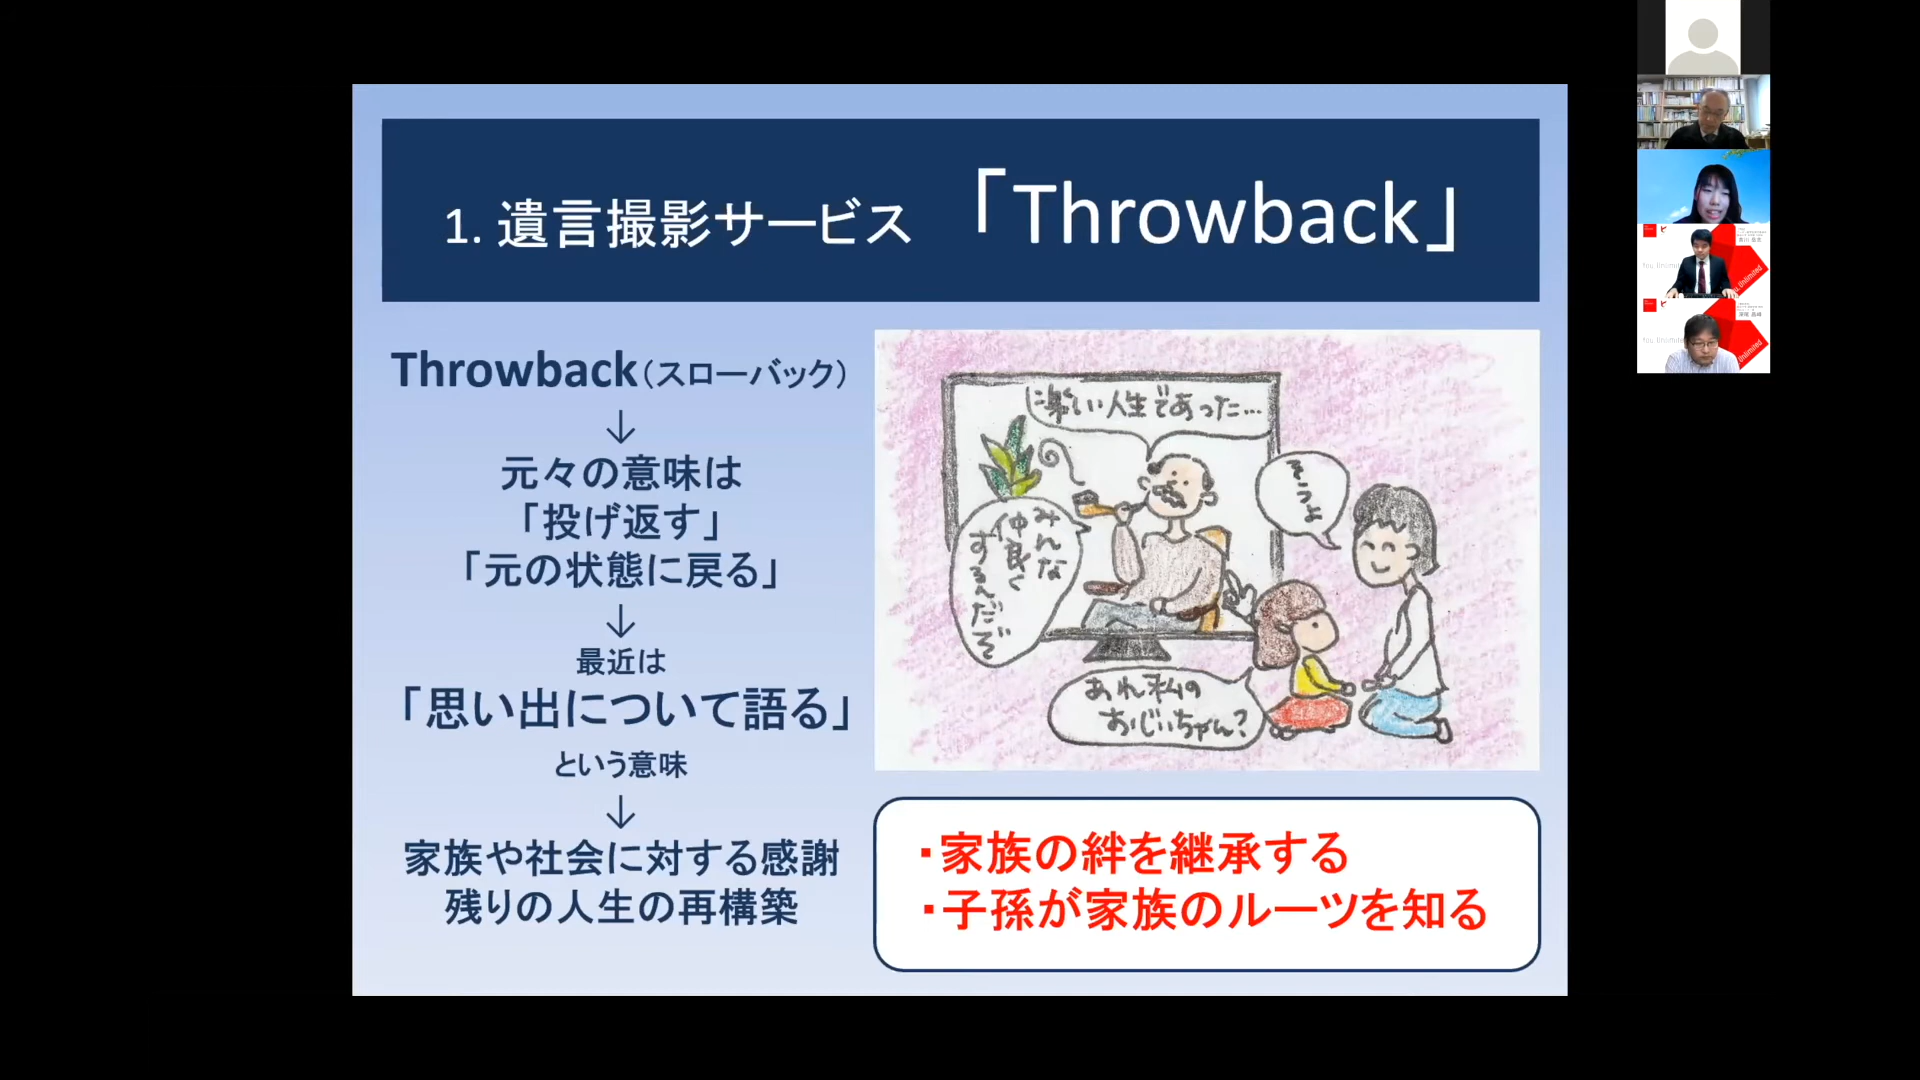 1. 遺言撮影サービス 「Throwback」
Throwback（スローバック）
↓
元々の意味は
「投げ返す」
「元の状態に戻る」
↓
最近は
「思い出について語る」
という意味
↓
家族や社会に対する感謝
残りの人生の再構築
楽しい人生であった…
みんな
仲良く
するんだぞ
そうよ
あれ私の
おじいちゃん？
・家族の絆を継承する
・子孫が家族のルーツを知る
You Unlimited